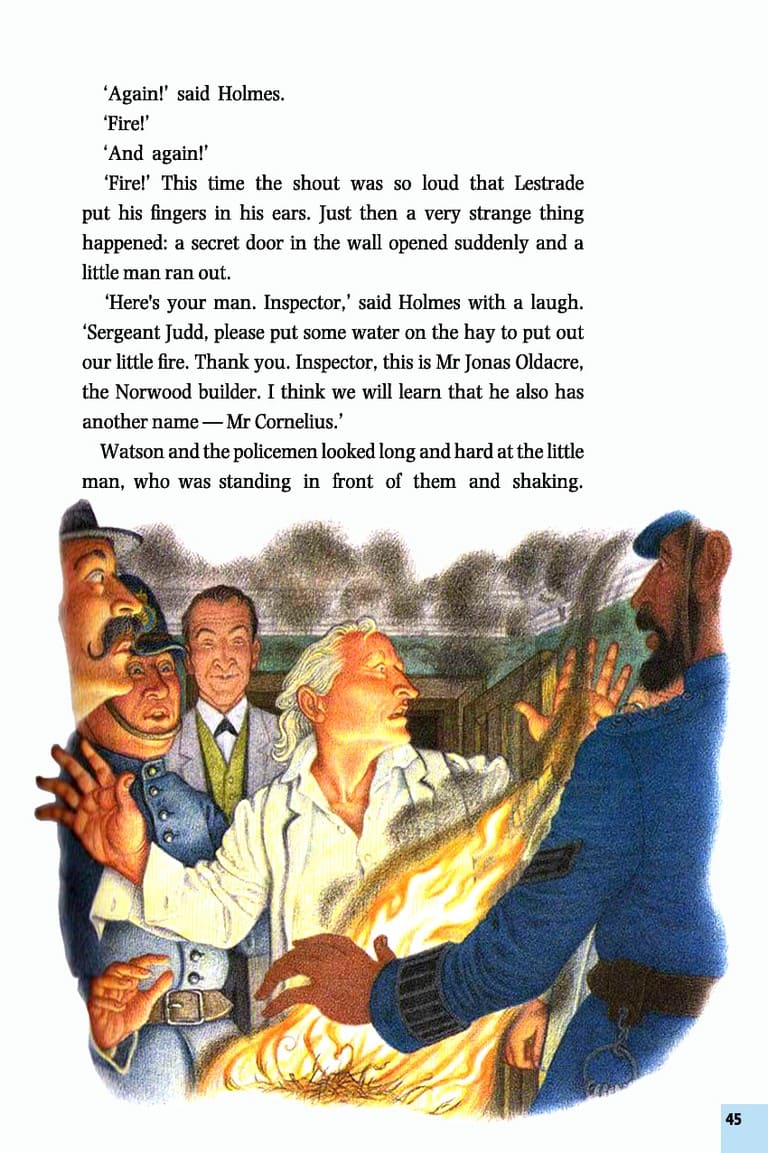 ‘Again!’ said Holmes.
‘Fire!’
‘And again!’
‘Fire!’ This time the shout was so loud that Lestrade
put his fingers in his ears. Just then a very strange thing
happened: a secret door in the wall opened suddenly and a
little man ran out.
‘Here's your man. Inspector,’ said Holmes with a laugh.
‘Sergeant Judd, please put some water on the hay to put out
our little fire. Thank you. Inspector, this is Mr Jonas Oldacre,
the Norwood builder. I think we will learn that he also has
another name — Mr Cornelius.’
Watson and the policemen looked long and hard at the little
man, who was standing in front of them and shaking.
45